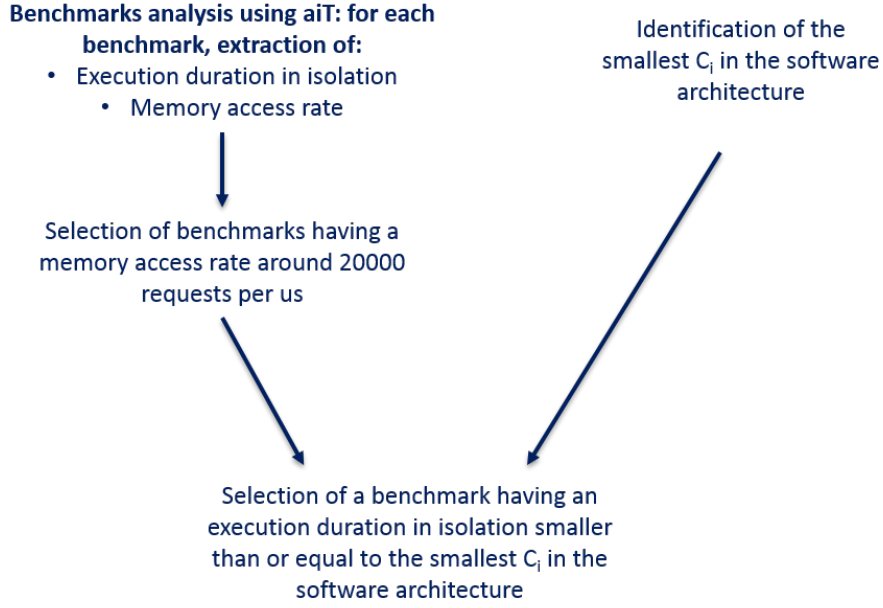 Benchmarks analysis using aiT: for each
benchmark, extraction of:
• Execution duration in isolation
• Memory access rate
Identification of the
smallest Ci in the software
architecture
Selection of benchmarks having a
memory access rate around 20000
requests per us
Selection of a benchmark having an
execution duration in isolation smaller
than or equal to the smallest Ci in the
software architecture